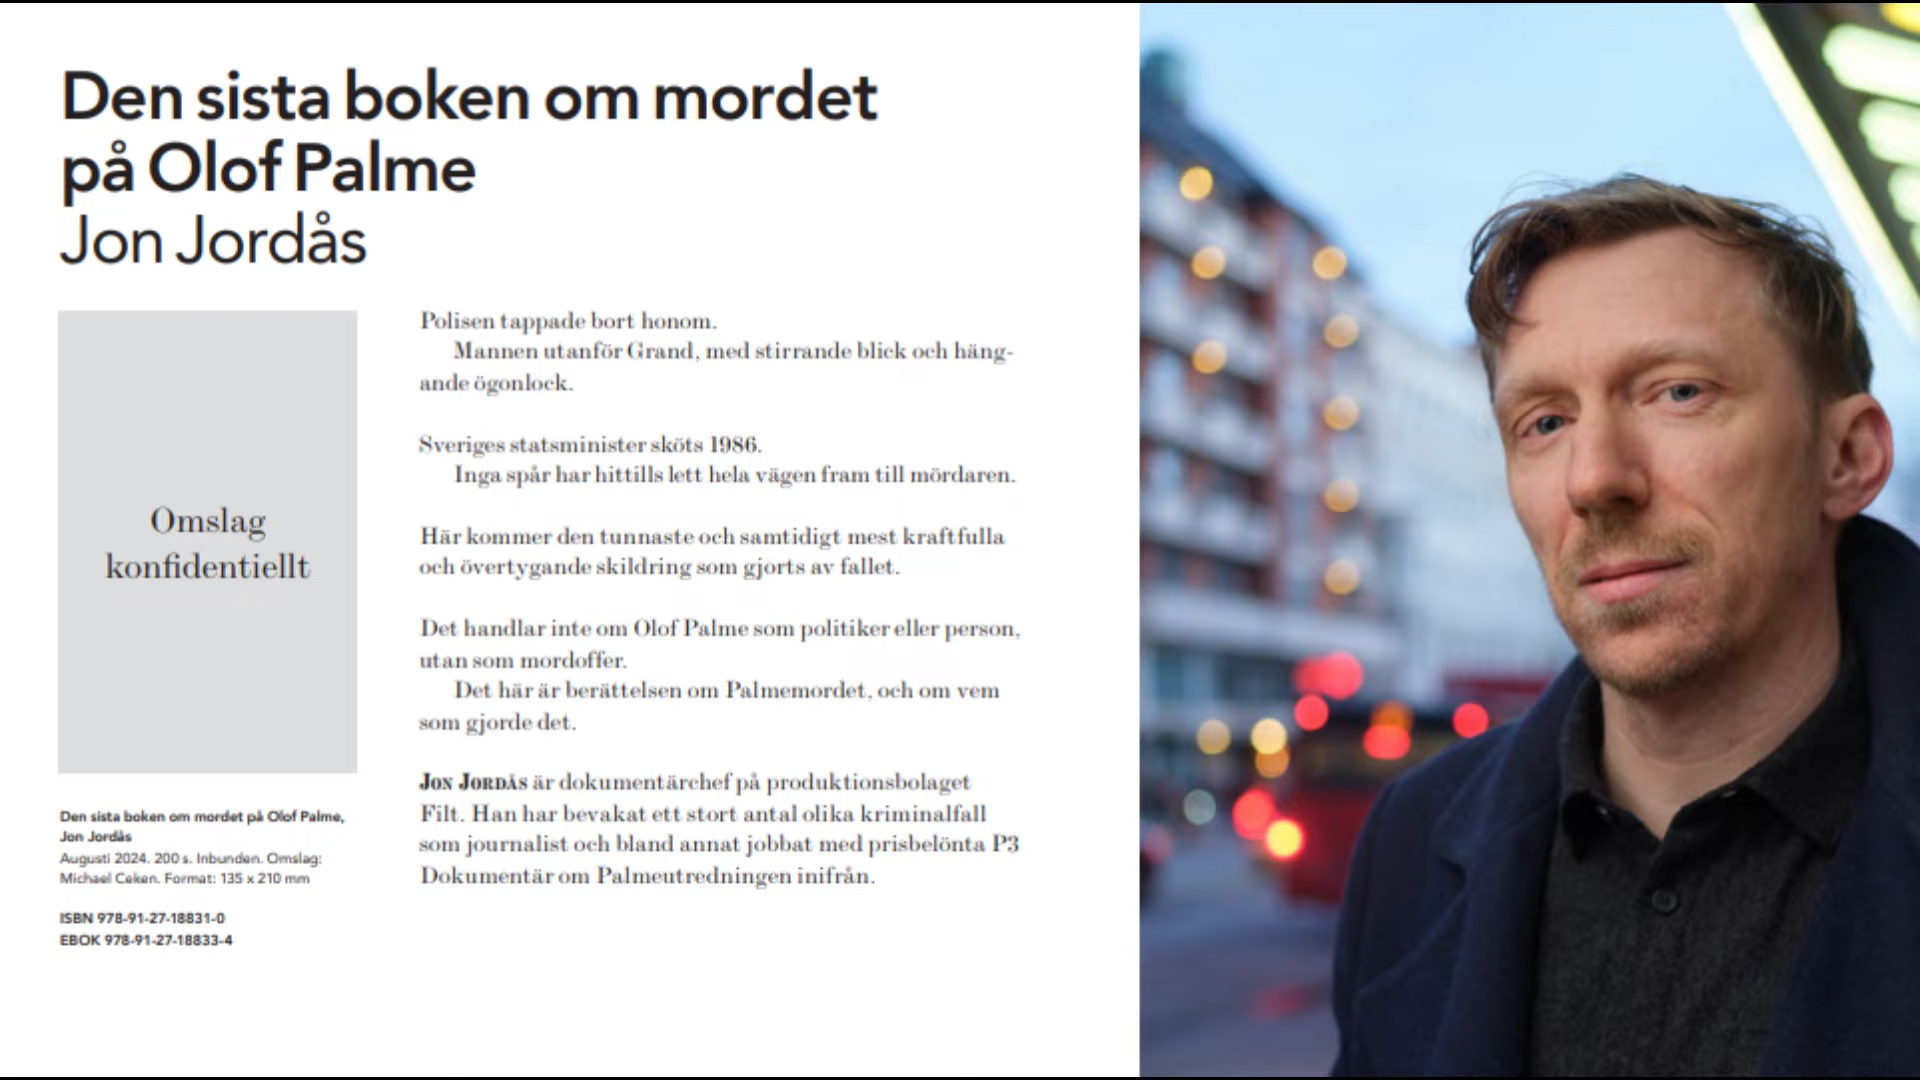 Den sista boken om mordet
på Olof Palme
Jon Jordås
Omslag
konfidentiellt
Den sista boken om mordet på Olof Palme,
Jon Jordås
Augusti 2024. 200 s. Inbunden. Omslag:
Michael Ceken. Format: 135 x 210 mm
ISBN 978-91-27-18831-0
EBOK 978-91-27-18833-4
Polisen tappade bort honom.
Mannen utanför Grand, med stirrande blick och häng-
ande ögonlock.
Sveriges statsminister sköts 1986.
Inga spår har hittills lett hela vägen fram till mördaren.
Här kommer den tunnaste och samtidigt mest kraftfulla
och övertygande skildring som gjorts av fallet.
Det handlar inte om Olof Palme som politiker eller person,
utan som mordoffer.
Det här är berättelsen om Palmemordet, och om vem
som gjorde det.
Jon Jordås är dokumentärchef på produktionsbolaget
Filt. Han har bevakat ett stort antal olika kriminalfall
som journalist och bland annat jobbat med prisbelönta P3
Dokumentär om Palmeutredningen inifrån.